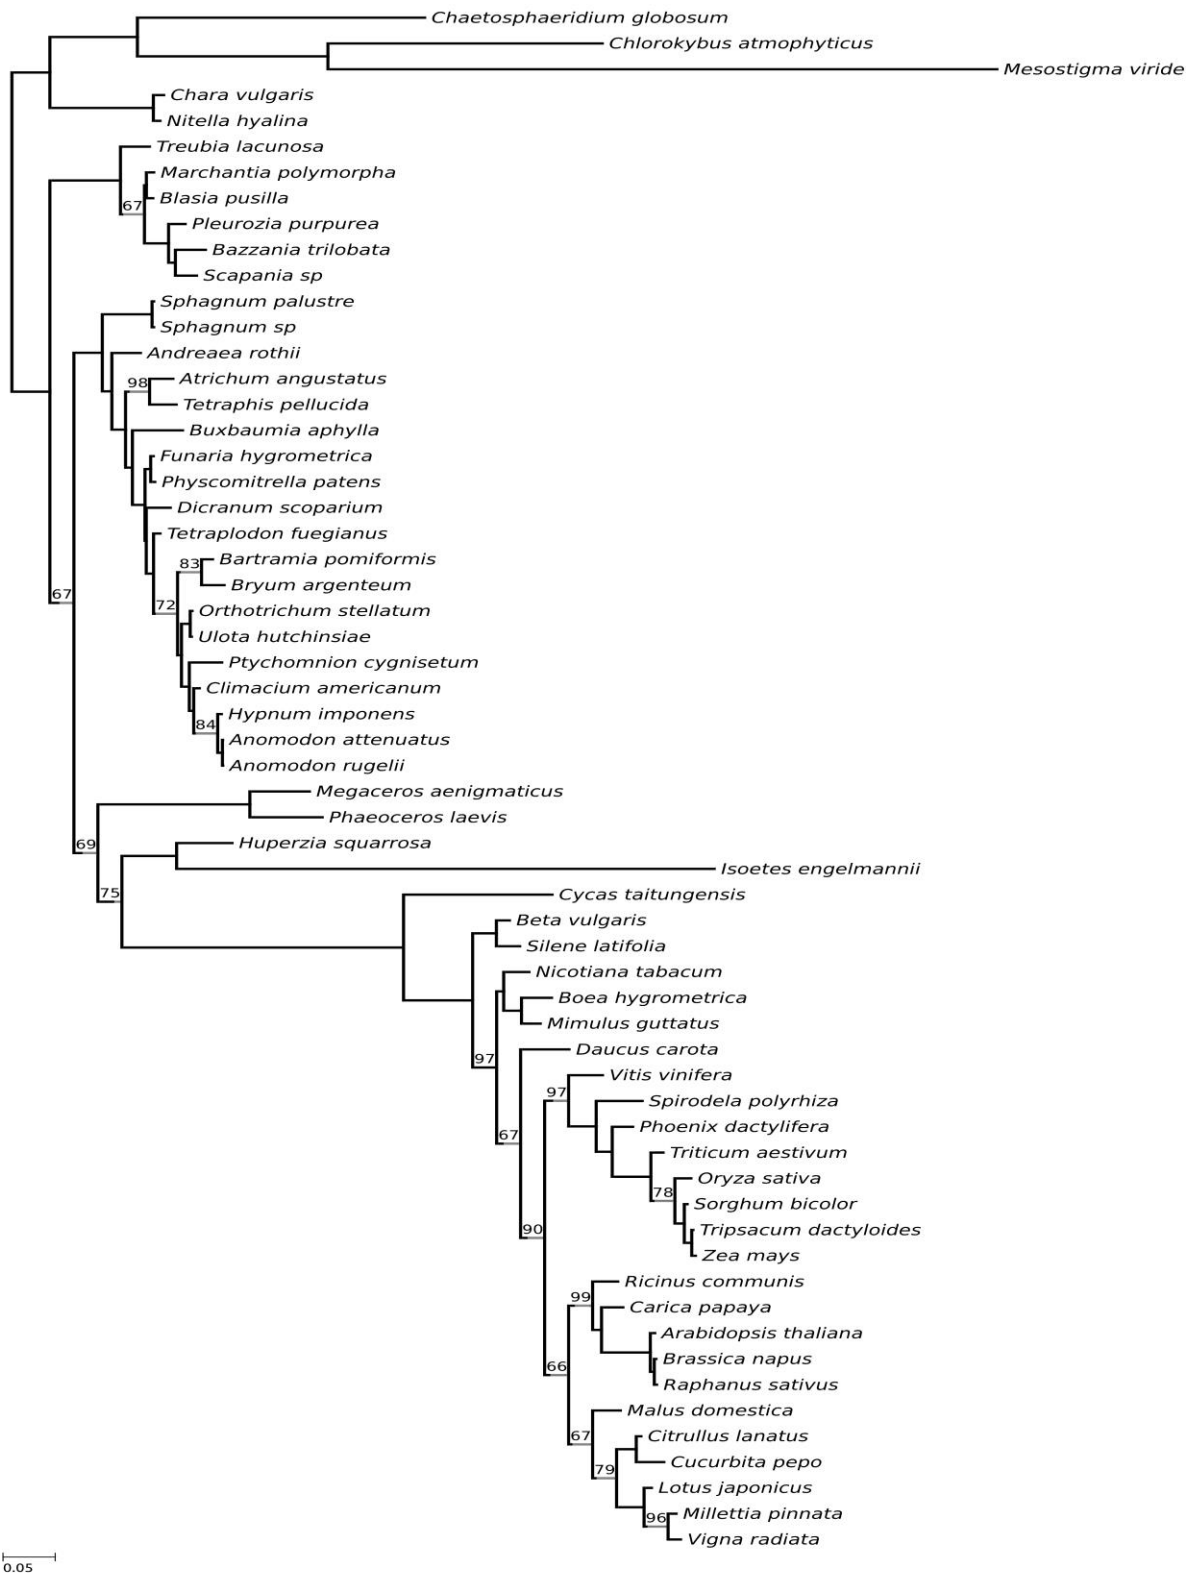 Chaetosphaeridium globosum
Chlorokybus atmophyticus
Mesostigma viride
Chara vulgaris
Nitella hyalina
Treubia lacunosa
Marchantia polymorpha
Blasia pusilla
67
Pleurozia purpurea
Bazzania trilobata
Scapania sp
Sphagnum palustre
Sphagnum sp
Andreaea rothii
98
Atrichum angustatus
Tetraphis pellucida
Buxbaumia aphylla
Funaria hygrometrica
Physcomitrella patens
Dicranum scoparium
Tetraplodon fuegianus
Bartramia pomiformis
83
Bryum argenteum
67
72
Orthotrichum stellatum
Ulota hutchinsiae
Ptychomnion cygnisetum
Climacium americanum
Hypnum imponens
84
Anomodon attenuatus
Anomodon rugelii
Megaceros aenigmaticus
Phaeoceros laevis
69
Huperzia squarrosa
Isoetes engelmannii
75
Cycas taitungensis
Beta vulgaris
Silene latifolia
Nicotiana tabacum
Boea hygrometrica
Mimulus guttatus
Daucus carota
97
Vitis vinifera
97
Spirodela polyrhiza
Phoenix dactylifera
67
Triticum aestivum
Oryza sativa
78
Sorghum bicolor
90
Tripsacum dactyloides
Zea mays
Ricinus communis
99
Carica papaya
Arabidopsis thaliana
Brassica napus
66
Raphanus sativus
Malus domestica
67
Citrullus lanatus
Cucurbita pepo
79
Lotus japonicus
Millettia pinnata
96
Vigna radiata
0.05